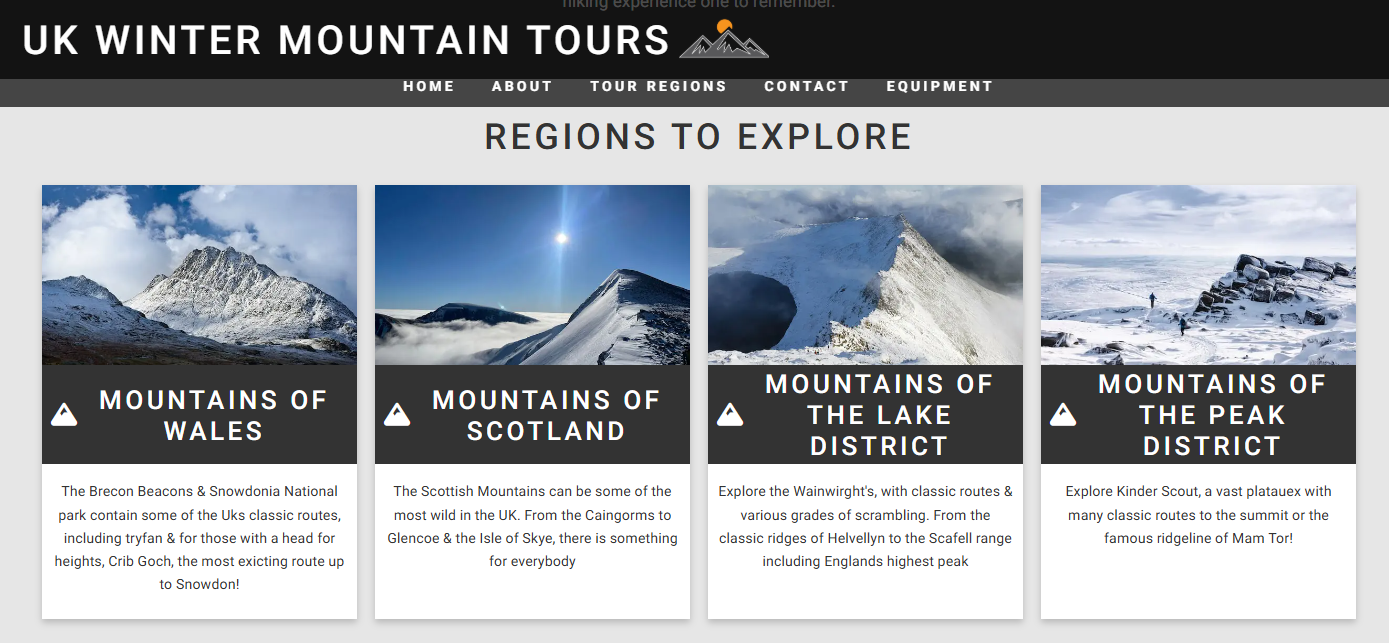 hiking experience one to remember.
UK WINTER MOUNTAIN TOURS
HOME ABOUT TOUR REGIONS CONTACT EQUIPMENT
REGIONS TO EXPLORE
MOUNTAINS OF
WALES
The Brecon Beacons & Snowdonia National
park contain some of the Uks classic routes,
including tryfan & for those with a head for
heights, Crib Goch, the most exicting route up
to Snowdon!
MOUNTAINS OF
SCOTLAND
The Scottish Mountains can be some of the
most wild in the UK. From the Caingorms to
Glencoe & the Isle of Skye, there is something
for everybody
MOUNTAINS OF
THE LAKE
DISTRICT
Explore the Wainwirght's, with classic routes &
various grades of scrambling. From the
classic ridges of Helvellyn to the Scafell range
including Englands highest peak
MOUNTAINS OF
THE PEAK
DISTRICT
Explore Kinder Scout, a vast platauex with
many classic routes to the summit or the
famous ridgeline of Mam Tor!